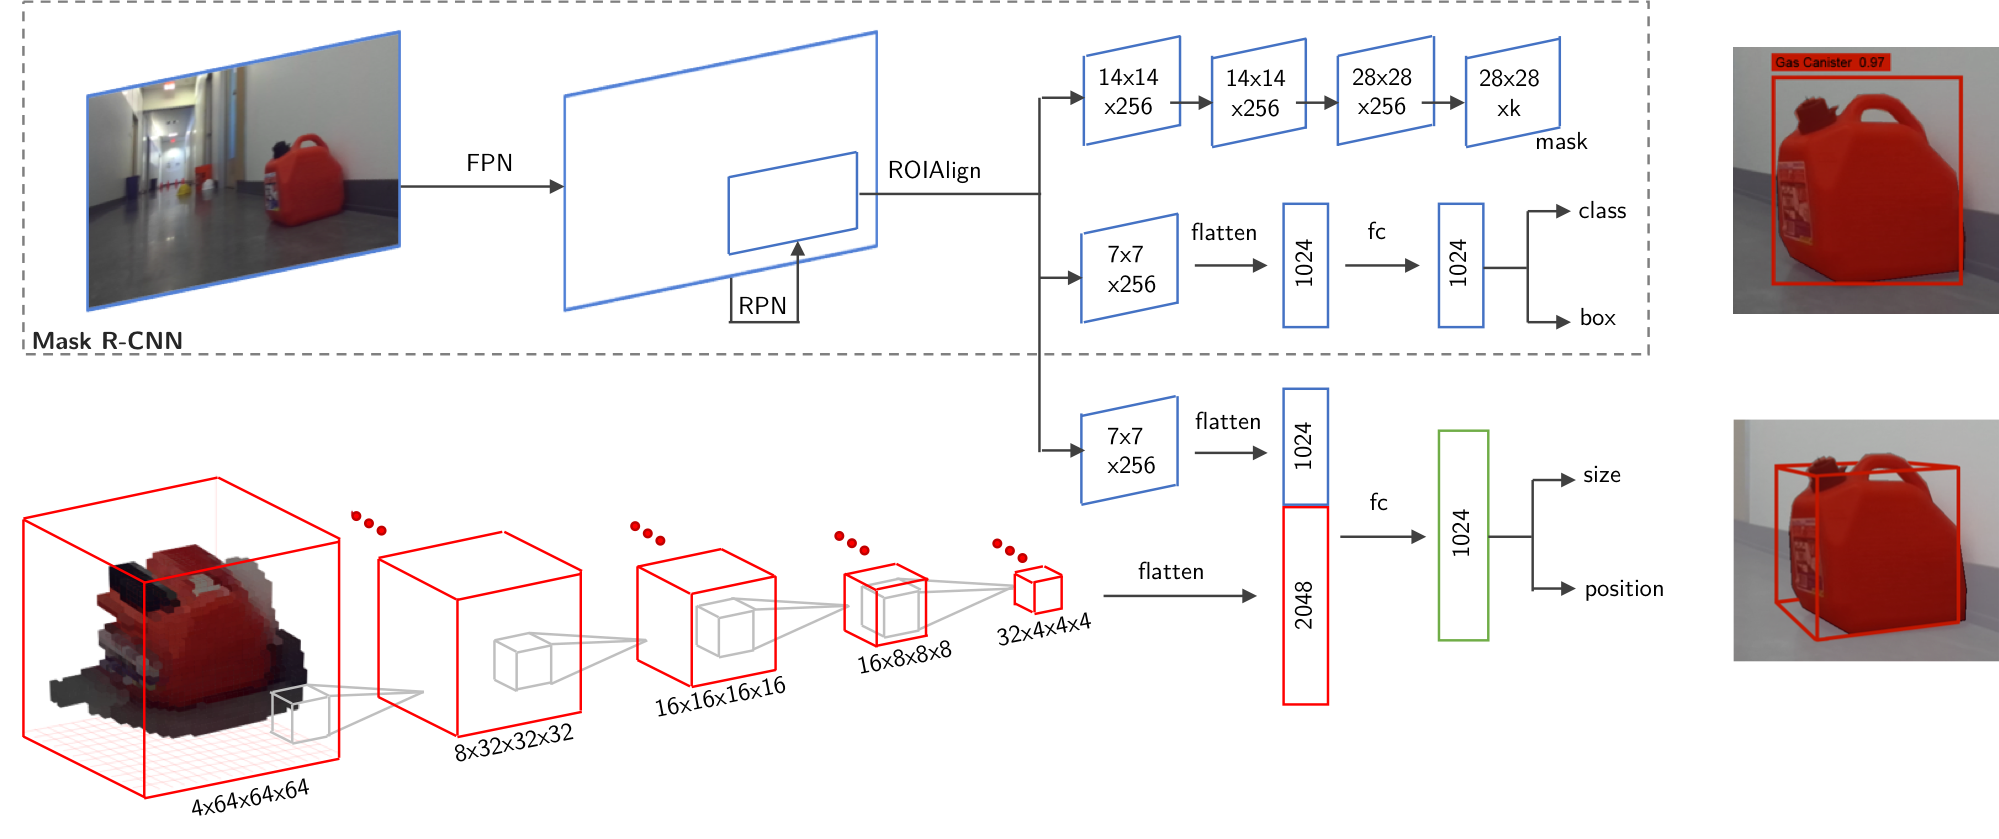 FPN
RPN
ROIAlign
14x14
x256
14x14
x256
28x28
x256
28x28
xk
mask
7x7
x256
flatten
1024
fc
1024
class
box
Mask R-CNN
Gas Canister 0.97
7x7
x256
flatten
1024
4x64x64x64
8x32x32x32
16x16x16x16
16x8x8x8
32x4x4x4
flatten
2048
fc
1024
size
position